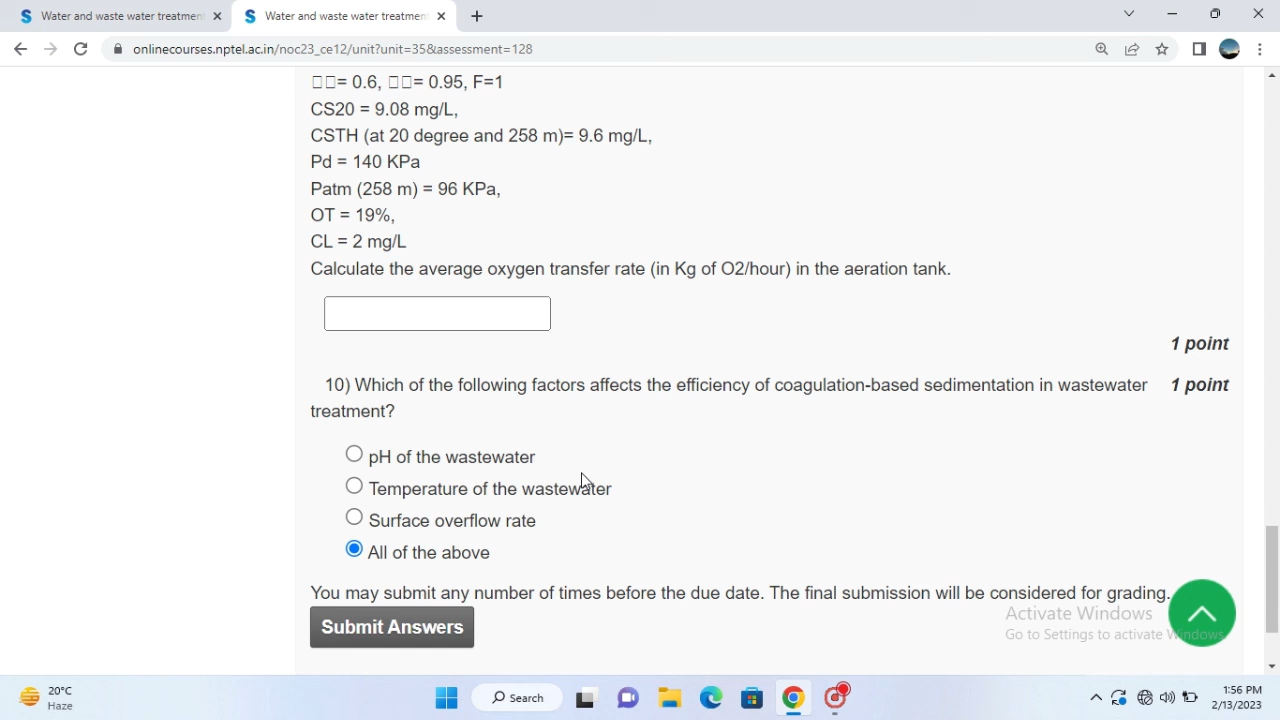 Water and waste water treatment
Water and waste water treatment
onlinecourses.nptel.ac.in/noc23_ce12/unit?unit=35&assessment=128
□□= 0.6, □□= 0.95, F=1
CS20 = 9.08 mg/L,
CSTH (at 20 degree and 258 m)= 9.6 mg/L,
Pd = 140 KPa
Patm (258 m) = 96 KPa,
OT = 19%,
CL = 2 mg/L
Calculate the average oxygen transfer rate (in Kg of O2/hour) in the aeration tank.
1 point
10) Which of the following factors affects the efficiency of coagulation-based sedimentation in wastewater 1 point
treatment?
pH of the wastewater
Temperature of the wastewater
Surface overflow rate
All of the above
You may submit any number of times before the due date. The final submission will be considered for grading.
Submit Answers
Activate Windows
Go to Settings to activate Windows.
20°C
Haze
Search
1:56 PM
2/13/2023